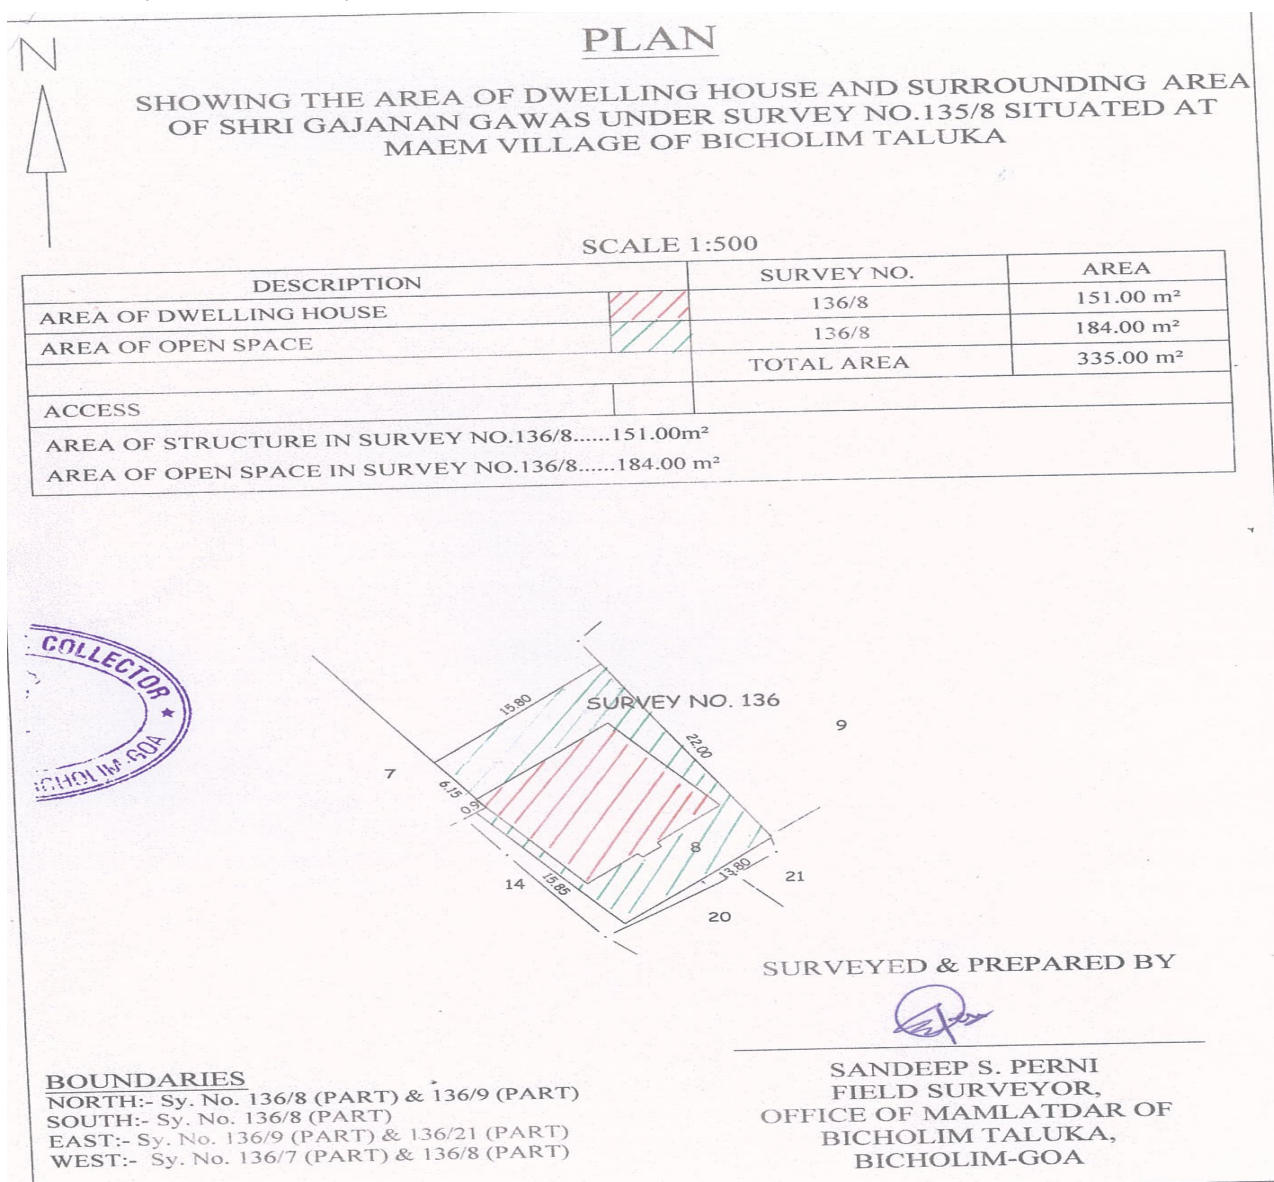 N
PLAN
SHOWING THE AREA OF DWELLING HOUSE AND SURROUNDING AREA
OF SHRI GAJANAN GAWAS UNDER SURVEY NO.135/8 SITUATED AT
MAEM VILLAGE OF BICHOLIM TALUKA
SCALE 1:500
DESCRIPTION SURVEY NO. AREA
AREA OF DWELLING HOUSE 136/8 151.00 m²
AREA OF OPEN SPACE 136/8 184.00 m²
TOTAL AREA 335.00 m²
ACCESS
AREA OF STRUCTURE IN SURVEY NO.136/8......151.00m²
AREA OF OPEN SPACE IN SURVEY NO.136/8......184.00 m²
COLLECTOR ★
BICHOLIM-GOA
15.80
SURVEY NO. 136
22.00
9
7
6.15
8
13.80
21
14
15.85
20
SURVEYED & PREPARED BY
SANDEEP S. PERNI
FIELD SURVEYOR,
OFFICE OF MAMLATDAR OF
BICHOLIM TALUKA,
BICHOLIM-GOA
BOUNDARIES
NORTH:- Sy. No. 136/8 (PART) & 136/9 (PART)
SOUTH:- Sy. No. 136/8 (PART)
EAST:- Sy. No. 136/9 (PART) & 136/21 (PART)
WEST:- Sy. No. 136/7 (PART) & 136/8 (PART)